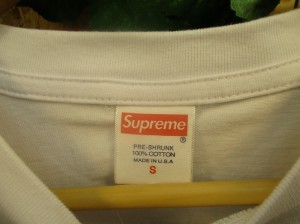 Supreme
®
PRE-SHRUNK
100% COTTON
MADE IN U.S.A
S